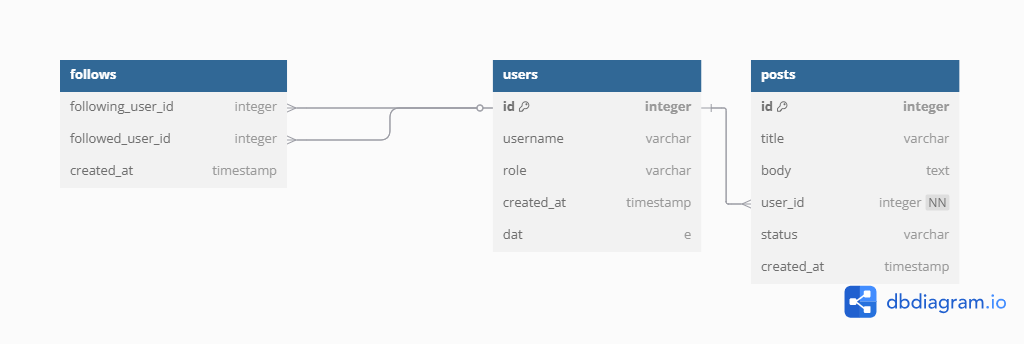 follows
following_user_id integer
followed_user_id integer
created_at timestamp
users
id integer
username varchar
role varchar
created_at timestamp
dat e
posts
id integer
title varchar
body text
user_id integer NN
status varchar
created_at timestamp
dbdiagram.io